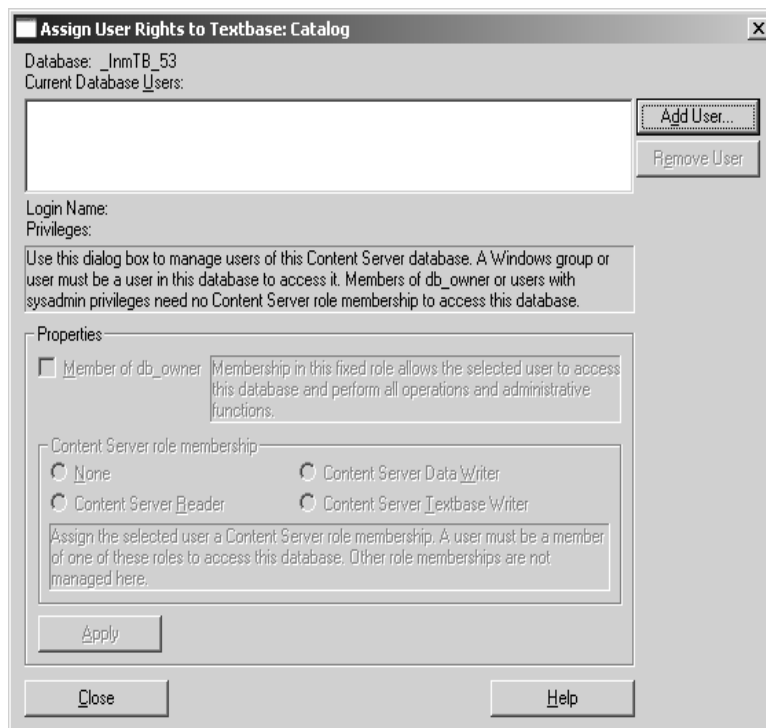 Assign User Rights to Textbase: Catalog
Database: _InmTB_53
Current Database Users:
Add User...
Remove User
Login Name:
Privileges:
Use this dialog box to manage users of this Content Server database. A Windows group or
user must be a user in this database to access it. Members of db_owner or users with
sysadmin privileges need no Content Server role membership to access this database.
Properties
Member of db_owner
Membership in this fixed role allows the selected user to access
this database and perform all operations and administrative
functions.
Content Server role membership
None
Content Server Data Writer
Content Server Reader
Content Server Textbase Writer
Assign the selected user a Content Server role membership. A user must be a member
of one of these roles to access this database. Other role memberships are not
managed here.
Apply
Close
Help